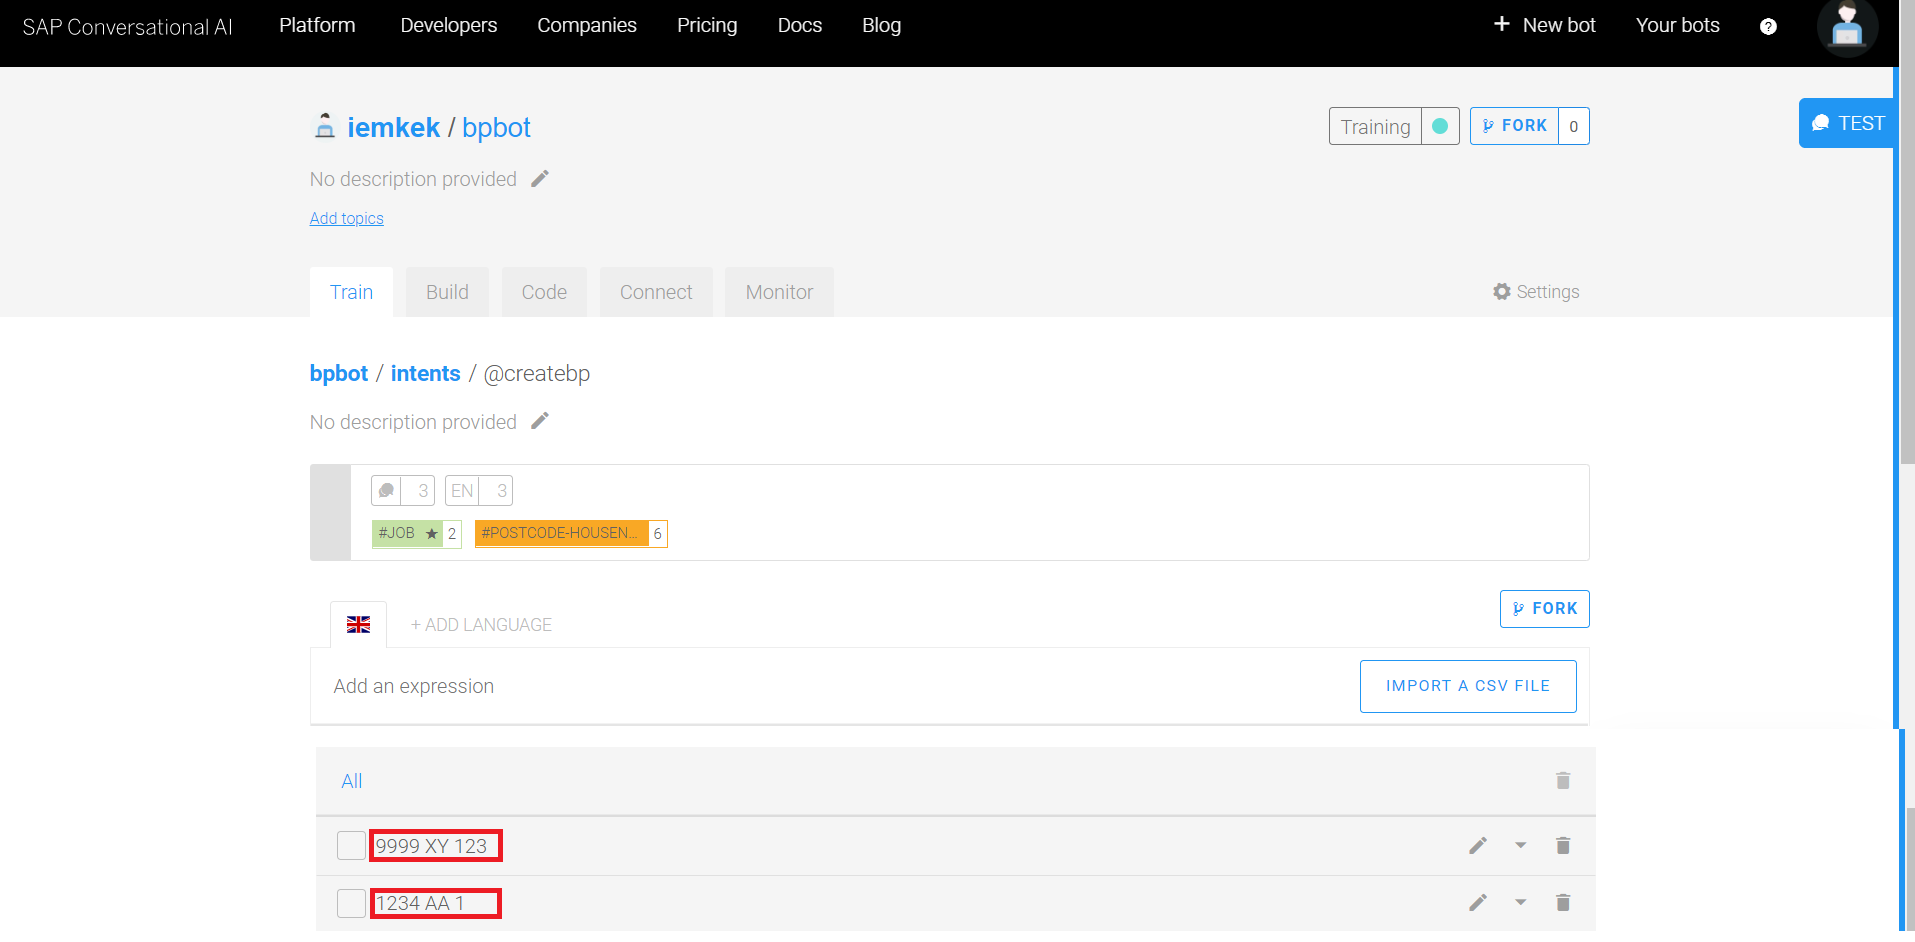 SAP Conversational AI Platform Developers Companies Pricing Docs Blog + New bot Your bots ?
iemkek / bpbot Training FORK 0 TEST
No description provided
Add topics
Train Build Code Connect Monitor Settings
bpbot / intents / @createbp
No description provided
3 EN 3
#JOB ★ 2 #POSTCODE-HOUSEN... 6
FORK
+ ADD LANGUAGE
Add an expression IMPORT A CSV FILE
All
9999 XY 123
1234 AA 1